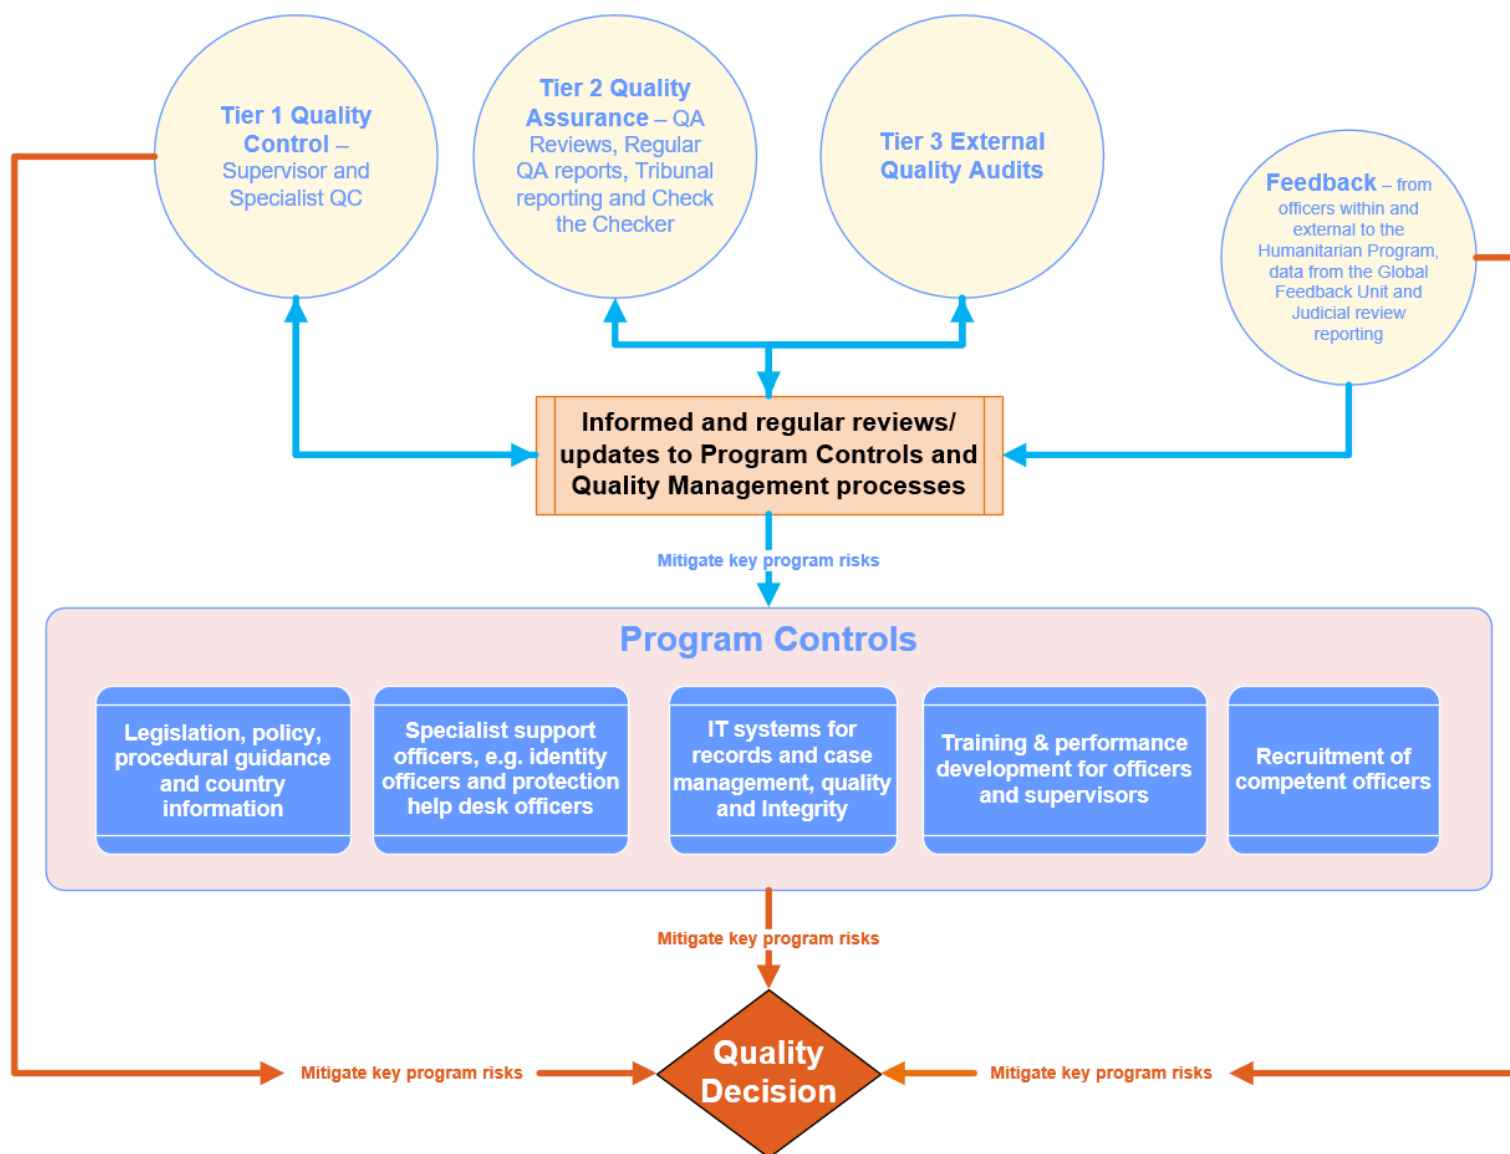 Tier 1 Quality
Control –
Supervisor and
Specialist QC
Tier 2 Quality
Assurance – QA
Reviews, Regular
QA reports, Tribunal
reporting and Check
the Checker
Tier 3 External
Quality Audits
Feedback – from
officers within and
external to the
Humanitarian Program,
data from the Global
Feedback Unit and
Judicial review
reporting
Informed and regular reviews/
updates to Program Controls and
Quality Management processes
Mitigate key program risks
Program Controls
Legislation, policy,
procedural guidance
and country
information
Specialist support
officers, e.g. identity
officers and protection
help desk officers
IT systems for
records and case
management, quality
and Integrity
Training & performance
development for officers
and supervisors
Recruitment of
competent officers
Mitigate key program risks
Mitigate key program risks
Quality
Decision
Mitigate key program risks